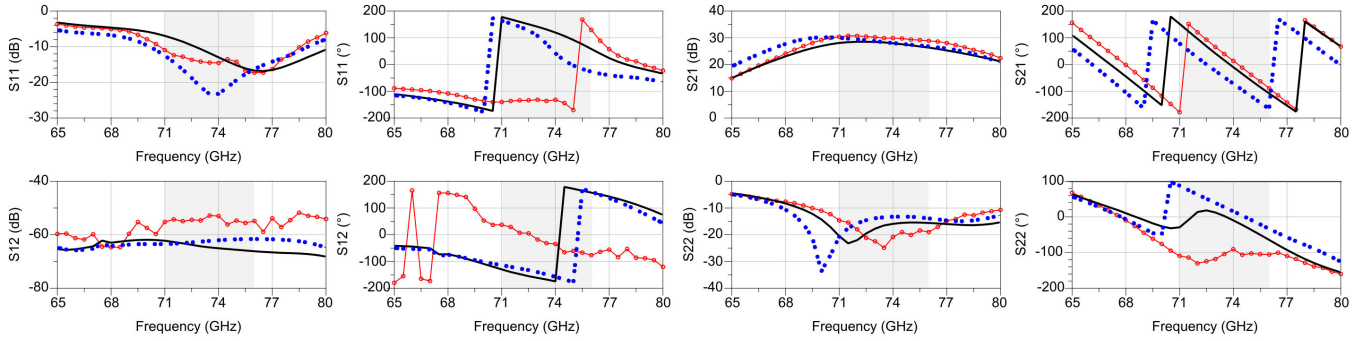 S11 (dB)
0
-10
-20
-30
65 68 71 74 77 80
Frequency (GHz)
S11 (°)
200
100
0
-100
-200
65 68 71 74 77 80
Frequency (GHz)
S21 (dB)
40
30
20
10
0
65 68 71 74 77 80
Frequency (GHz)
S21 (°)
200
100
0
-100
-200
65 68 71 74 77 80
Frequency (GHz)
S12 (dB)
-40
-60
-80
65 68 71 74 77 80
Frequency (GHz)
S12 (°)
200
100
0
-100
-200
65 68 71 74 77 80
Frequency (GHz)
S22 (dB)
0
-10
-20
-30
-40
65 68 71 74 77 80
Frequency (GHz)
S22 (°)
100
0
-100
-200
65 68 71 74 77 80
Frequency (GHz)